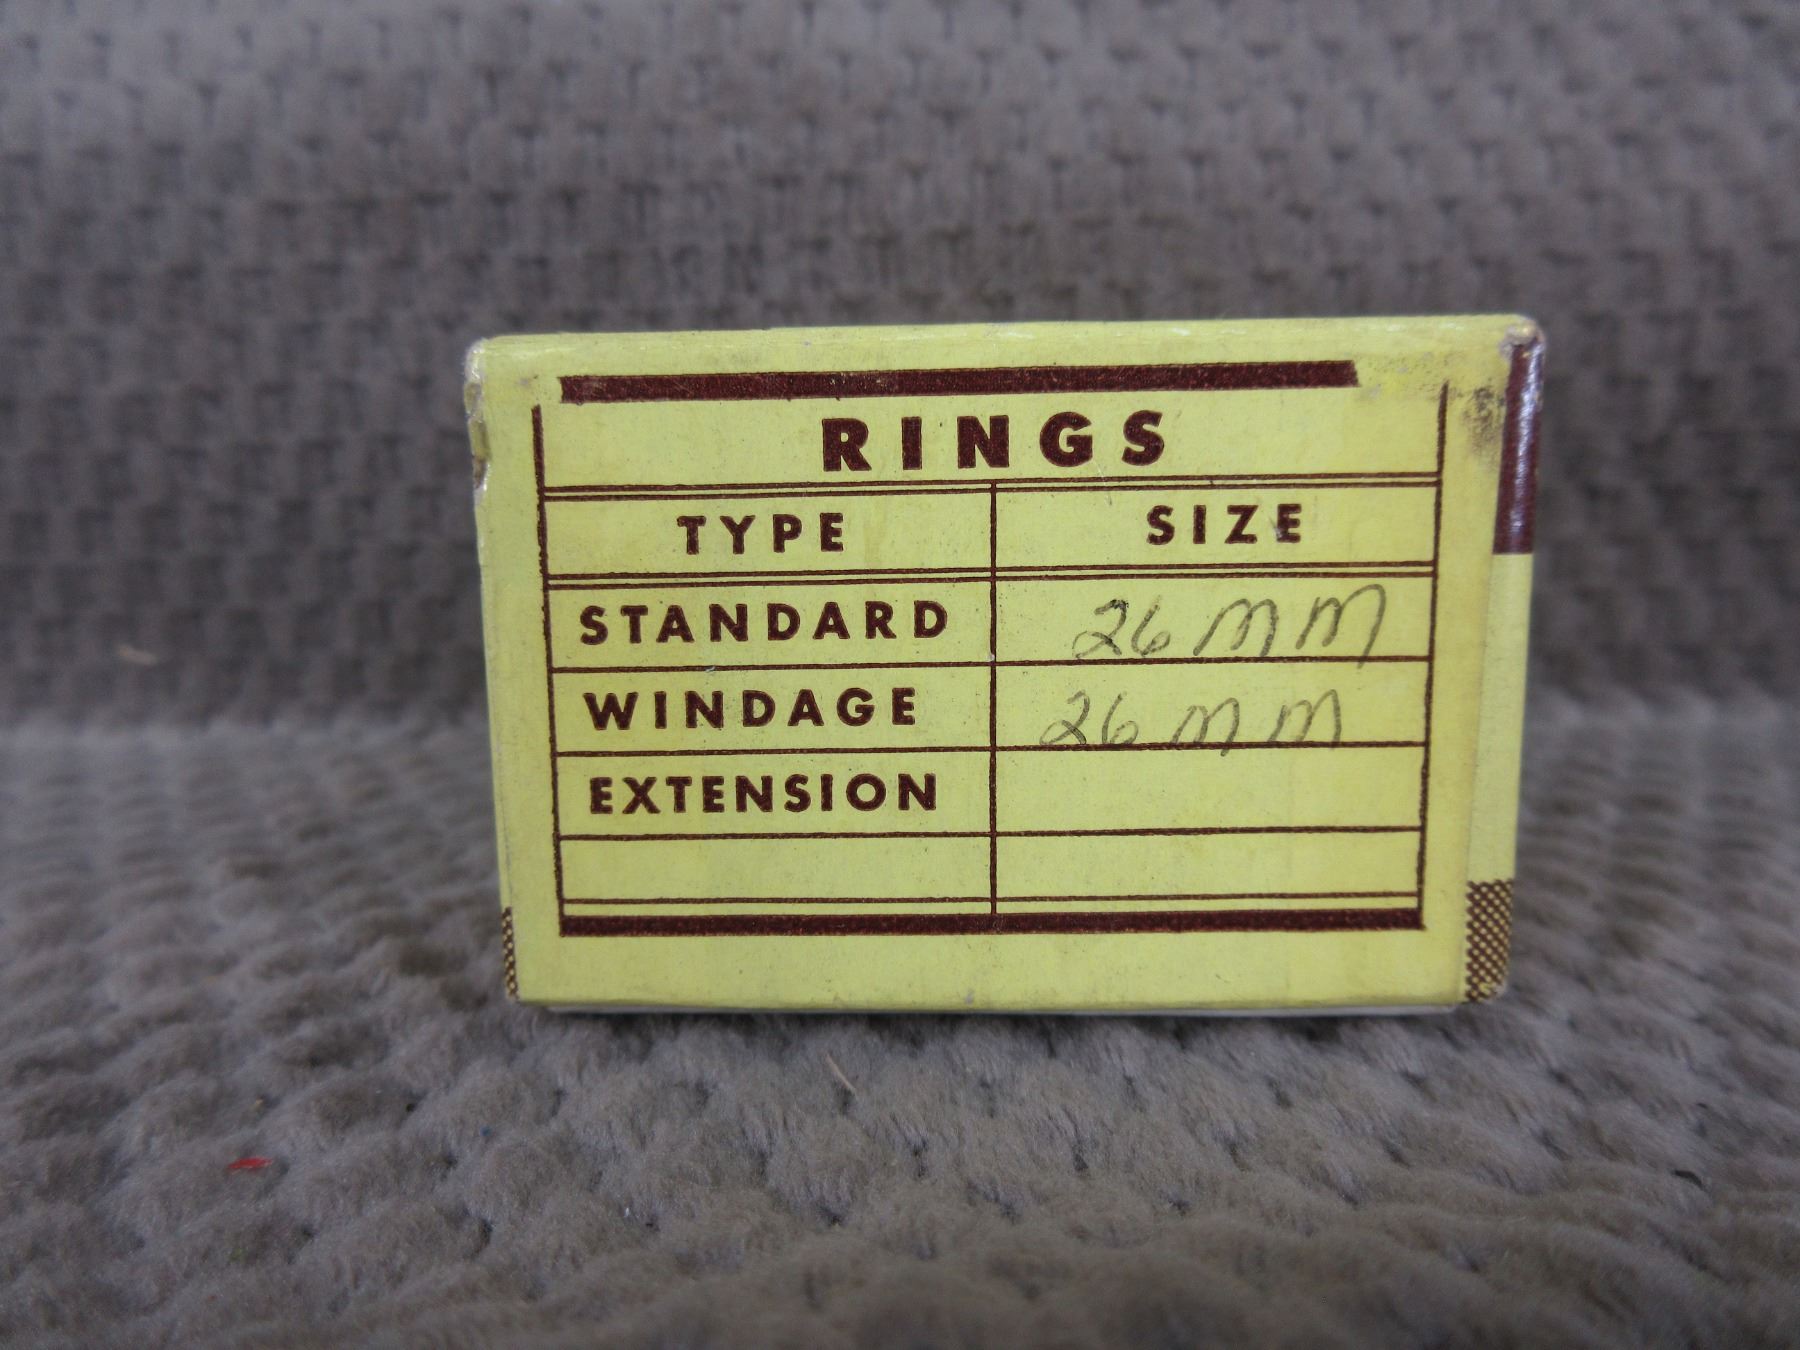 RINGS
TYPE SIZE
STANDARD 26 mm
WINDAGE 26 mm
EXTENSION